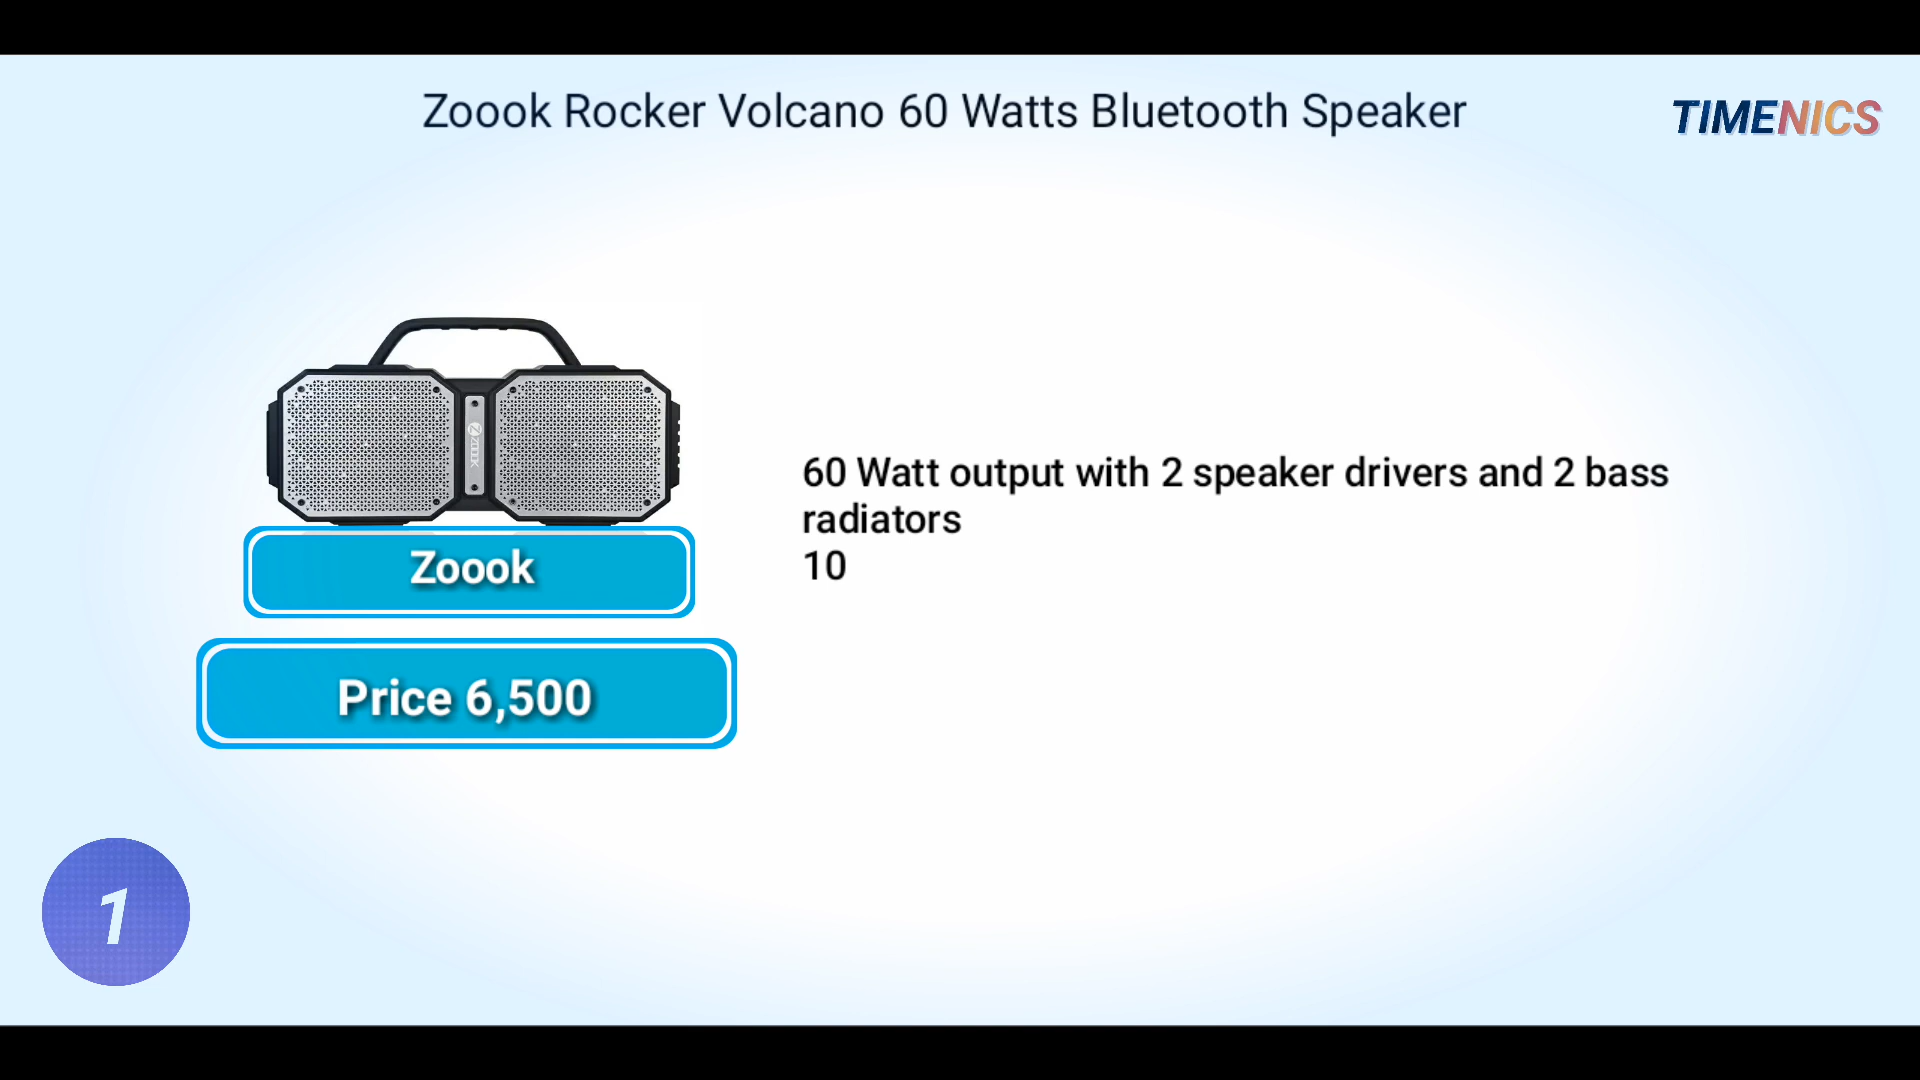 Zoook Rocker Volcano 60 Watts Bluetooth Speaker
TIMENICS
ZOOOK
60 Watt output with 2 speaker drivers and 2 bass
radiators
10
Zoook
Price 6,500
1